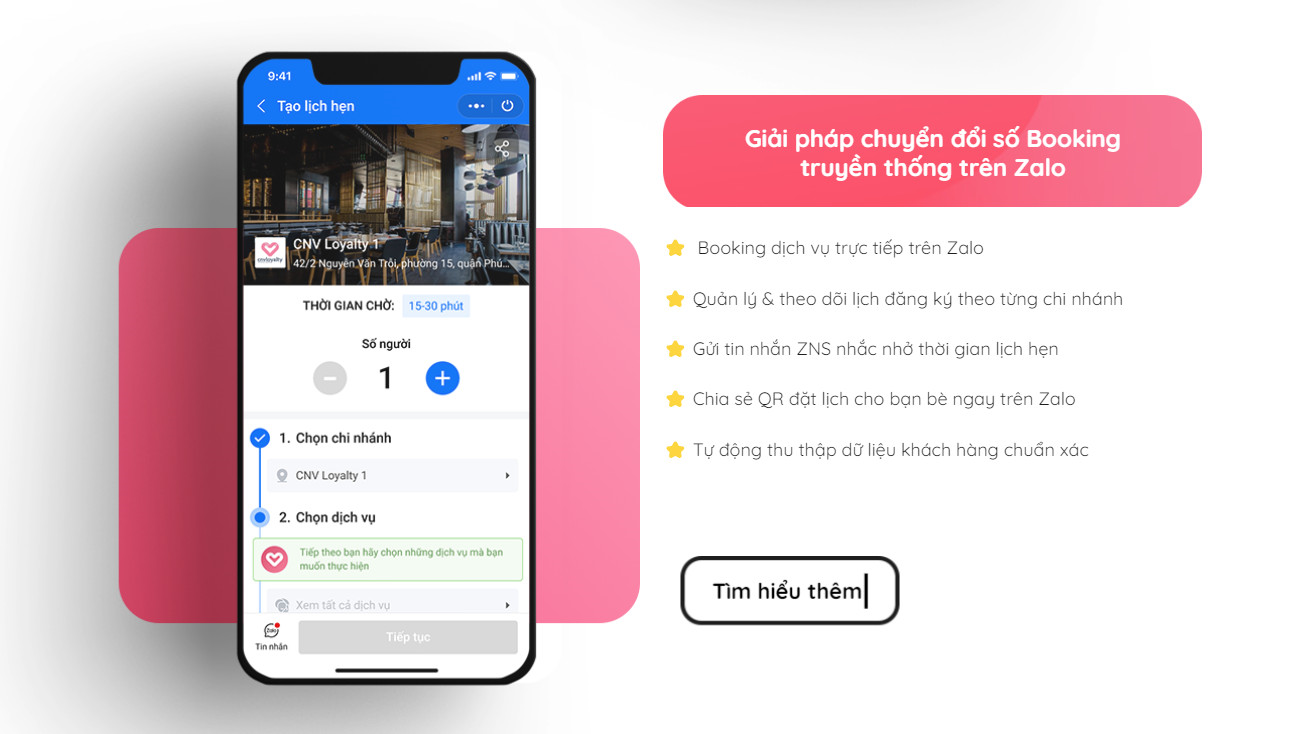 9:41
Tạo lịch hẹn
CNV Loyalty 1
cnvloyalty
42/2 Nguyễn Văn Trỗi, phường 15, quận Phú...
THỜI GIAN CHỜ: 15-30 phút
Số người
1
1. Chọn chi nhánh
CNV Loyalty 1
2. Chọn dịch vụ
Tiếp theo bạn hãy chọn những dịch vụ mà bạn
muốn thực hiện
Xem tất cả dịch vụ
Zalo
Tin nhắn
Tiếp tục
Giải pháp chuyển đổi số Booking
truyền thống trên Zalo
Booking dịch vụ trực tiếp trên Zalo
Quản lý & theo dõi lịch đăng ký theo từng chi nhánh
Gửi tin nhắn ZNS nhắc nhở thời gian lịch hẹn
Chia sẻ QR đặt lịch cho bạn bè ngay trên Zalo
Tự động thu thập dữ liệu khách hàng chuẩn xác
Tìm hiểu thêm